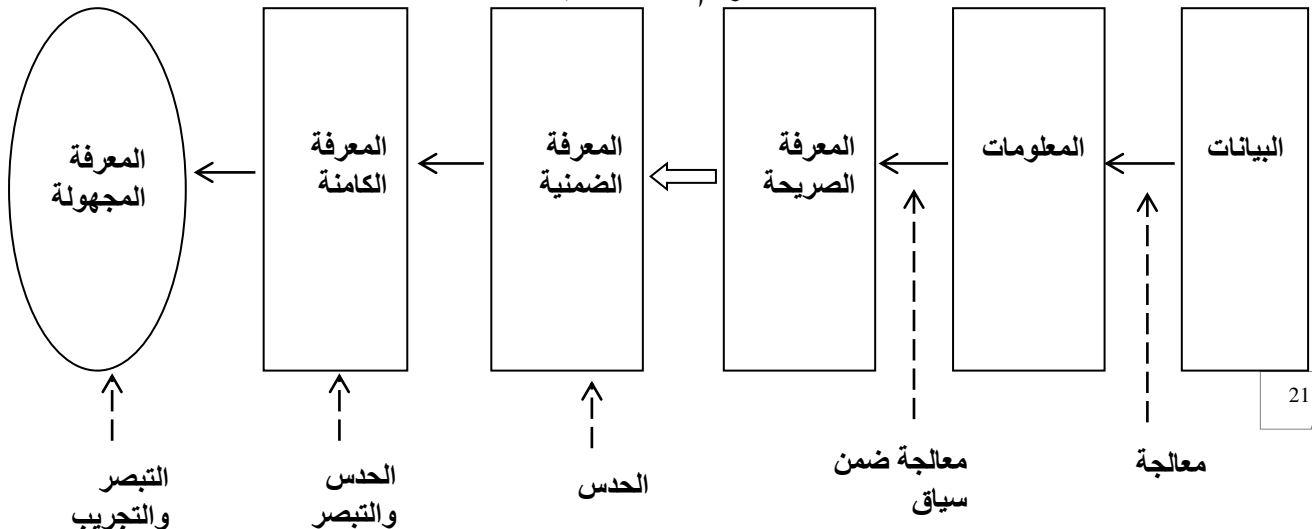 البيانات
المعلومات
المعرفة
الصريحة
المعرفة
الضمنية
المعرفة
الكامنة
المعرفة
المجهولة
21
معالجة
معالجة ضمن
سياق
الحدس
الحدس
والتبصر
التبصر
والتجريب